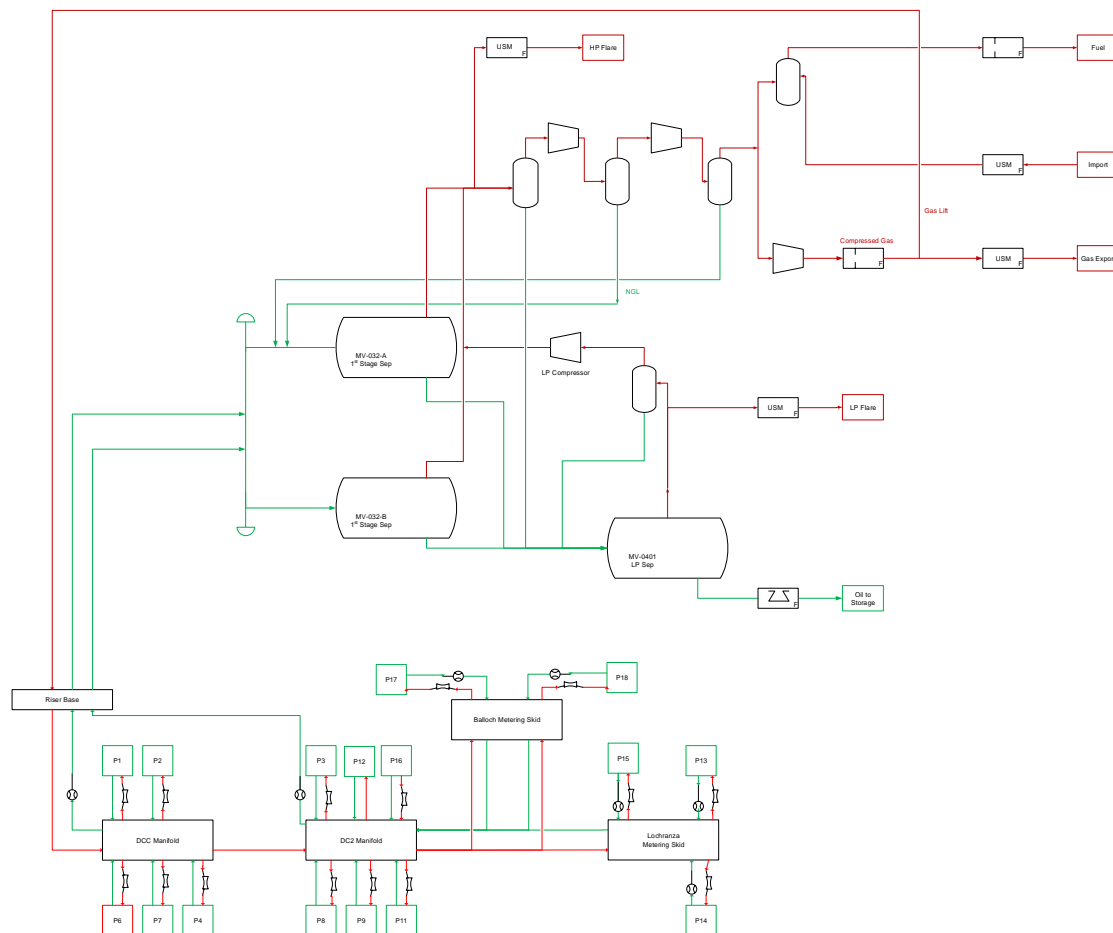 USM
F
HP Flare
F
Fuel
USM
F
Import
Gas Lift
Compressed Gas
F
USM
F
Gas Expor
NGL
MV-032-A
1st Stage Sep
LP Compressor
USM
F
LP Flare
MV-032-B
1st Stage Sep
MV-0401
LP Sep
F
Oil to
Storage
P17
P18
Riser Base
Balloch Metering Skid
P1
P2
P3
P12
P16
P15
P13
DCC Manifold
DC2 Manifold
Lochranza
Metering Skid
P6
P7
P4
P8
P9
P11
P14